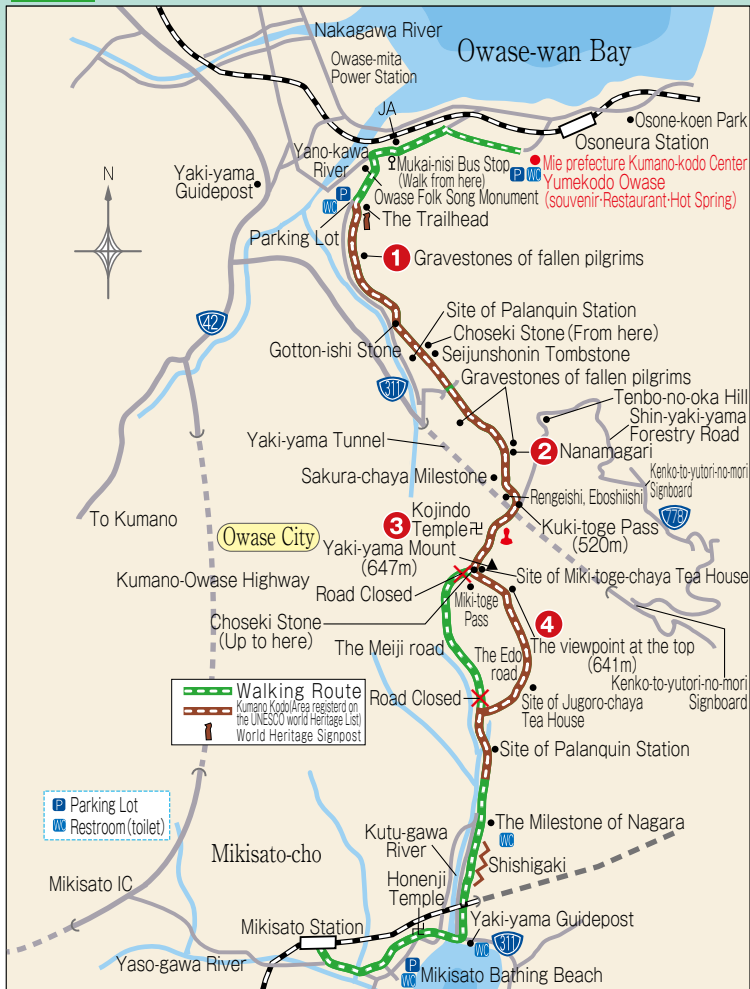 Nakagawa River
Owase-mita
Power Station
Owase-wan Bay
JA
Osone-koen Park
Osoneura Station
Yano-kawa
River
Mukai-nisi Bus Stop
(Walk from here)
P WC
Mie prefecture Kumano-kodo Center
Yumekodo Owase
(souvenir·Restaurant·Hot Spring)
Yaki-yama
Guidepost
N
P
WC
Owase Folk Song Monument
The Trailhead
Parking Lot
1 Gravestones of fallen pilgrims
42
Site of Palanquin Station
Choseki Stone (From here)
Gotton-ishi Stone
Seijunshonin Tombstone
311
Gravestones of fallen pilgrims
Tenbo-no-oka Hill
Shin-yaki-yama
Forestry Road
Yaki-yama Tunnel
2 Nanamagari
Kenko-to-yutori-no-mori
Signboard
Sakura-chaya Milestone
Rengeishi, Eboshiishi
778
To Kumano
Owase City
3 Kojindo
Temple 卍
Kuki-toge Pass
(520m)
Yaki-yama Mount
(647m)
Kumano-Owase Highway
Road Closed
Site of Miki-toge-chaya Tea House
Miki-toge
Pass
Choseki Stone
(Up to here)
4
The viewpoint at the top
(641m)
The Meiji road
The Edo
road
Kenko-to-yutori-no-mori
Signboard
Walking Route
Kumano Kodo(Area registerd on
the UNESCO world Heritage List)
World Heritage Signpost
Road Closed
Site of Jugoro-chaya
Tea House
Site of Palanquin Station
P Parking Lot
WC Restroom(toilet)
The Milestone of Nagara
WC
Kutu-gawa
River
Shishigaki
Mikisato-cho
Honenji
Temple
卍
Mikisato IC
Mikisato Station
Yaki-yama Guidepost
WC
311
Yaso-gawa River
P
WC
Mikisato Bathing Beach